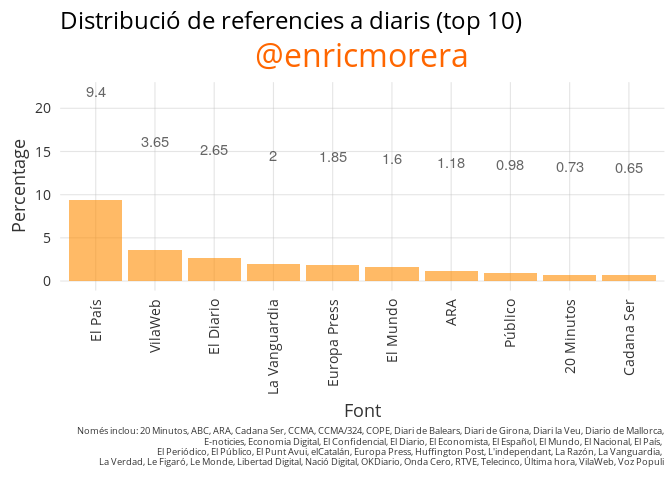 Distribució de referencies a diaris (top 10)
@enricmorera
9.4
3.65
2.65
2
1.85
1.6
1.18
0.98
0.73
0.65
Percentage
20
15
10
5
0
El País
VilaWeb
El Diario
La Vanguardia
Europa Press
El Mundo
ARA
Público
20 Minutos
Cadana Ser
Font
Només inclou: 20 Minutos, ABC, ARA, Cadana Ser, CCMA, CCMA/324, COPE, Diari de Balears, Diari de Girona, Diari la Veu, Diario de Mallorca,
E-noticies, Economia Digital, El Confidencial, El Diario, El Economista, El Español, El Mundo, El Nacional, El País,
El Periódico, El Público, El Punt Avui, elCatalán, Europa Press, Huffington Post, L'independant, La Razón, La Vanguardia,
La Verdad, Le Figaró, Le Monde, Libertad Digital, Nació Digital, OKDiario, Onda Cero, RTVE, Telecinco, Última hora, VilaWeb, Voz Populi